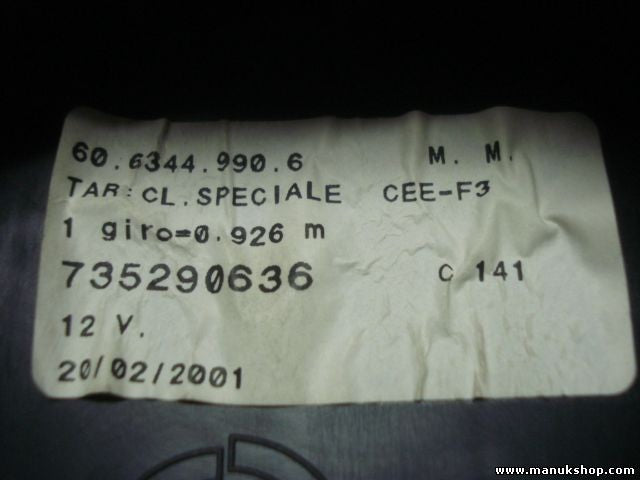 60.6344.990.6 M. M.
TAR: CL.SPECIALE CEE-F3
1 giro=0.926 m
735290636 C 141
12 V.
20/02/2001
www.manukshop.com